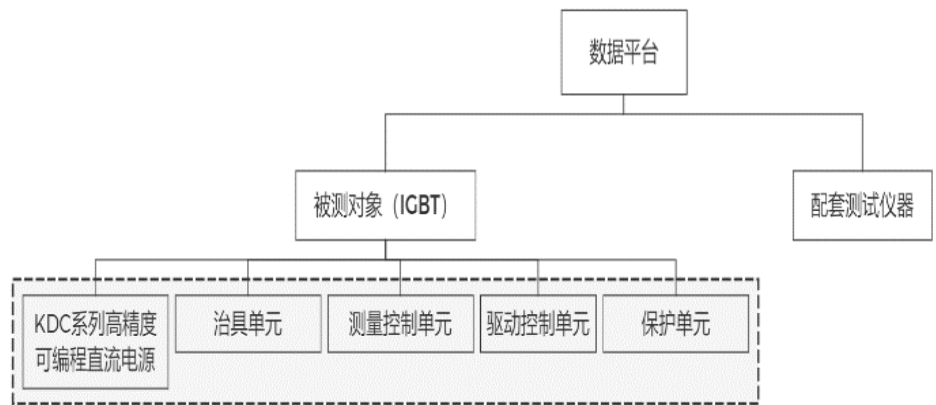 数据平台
被测对象（IGBT）
配套测试仪器
KDC系列高精度
可编程直流电源
治具单元
测量控制单元
驱动控制单元
保护单元